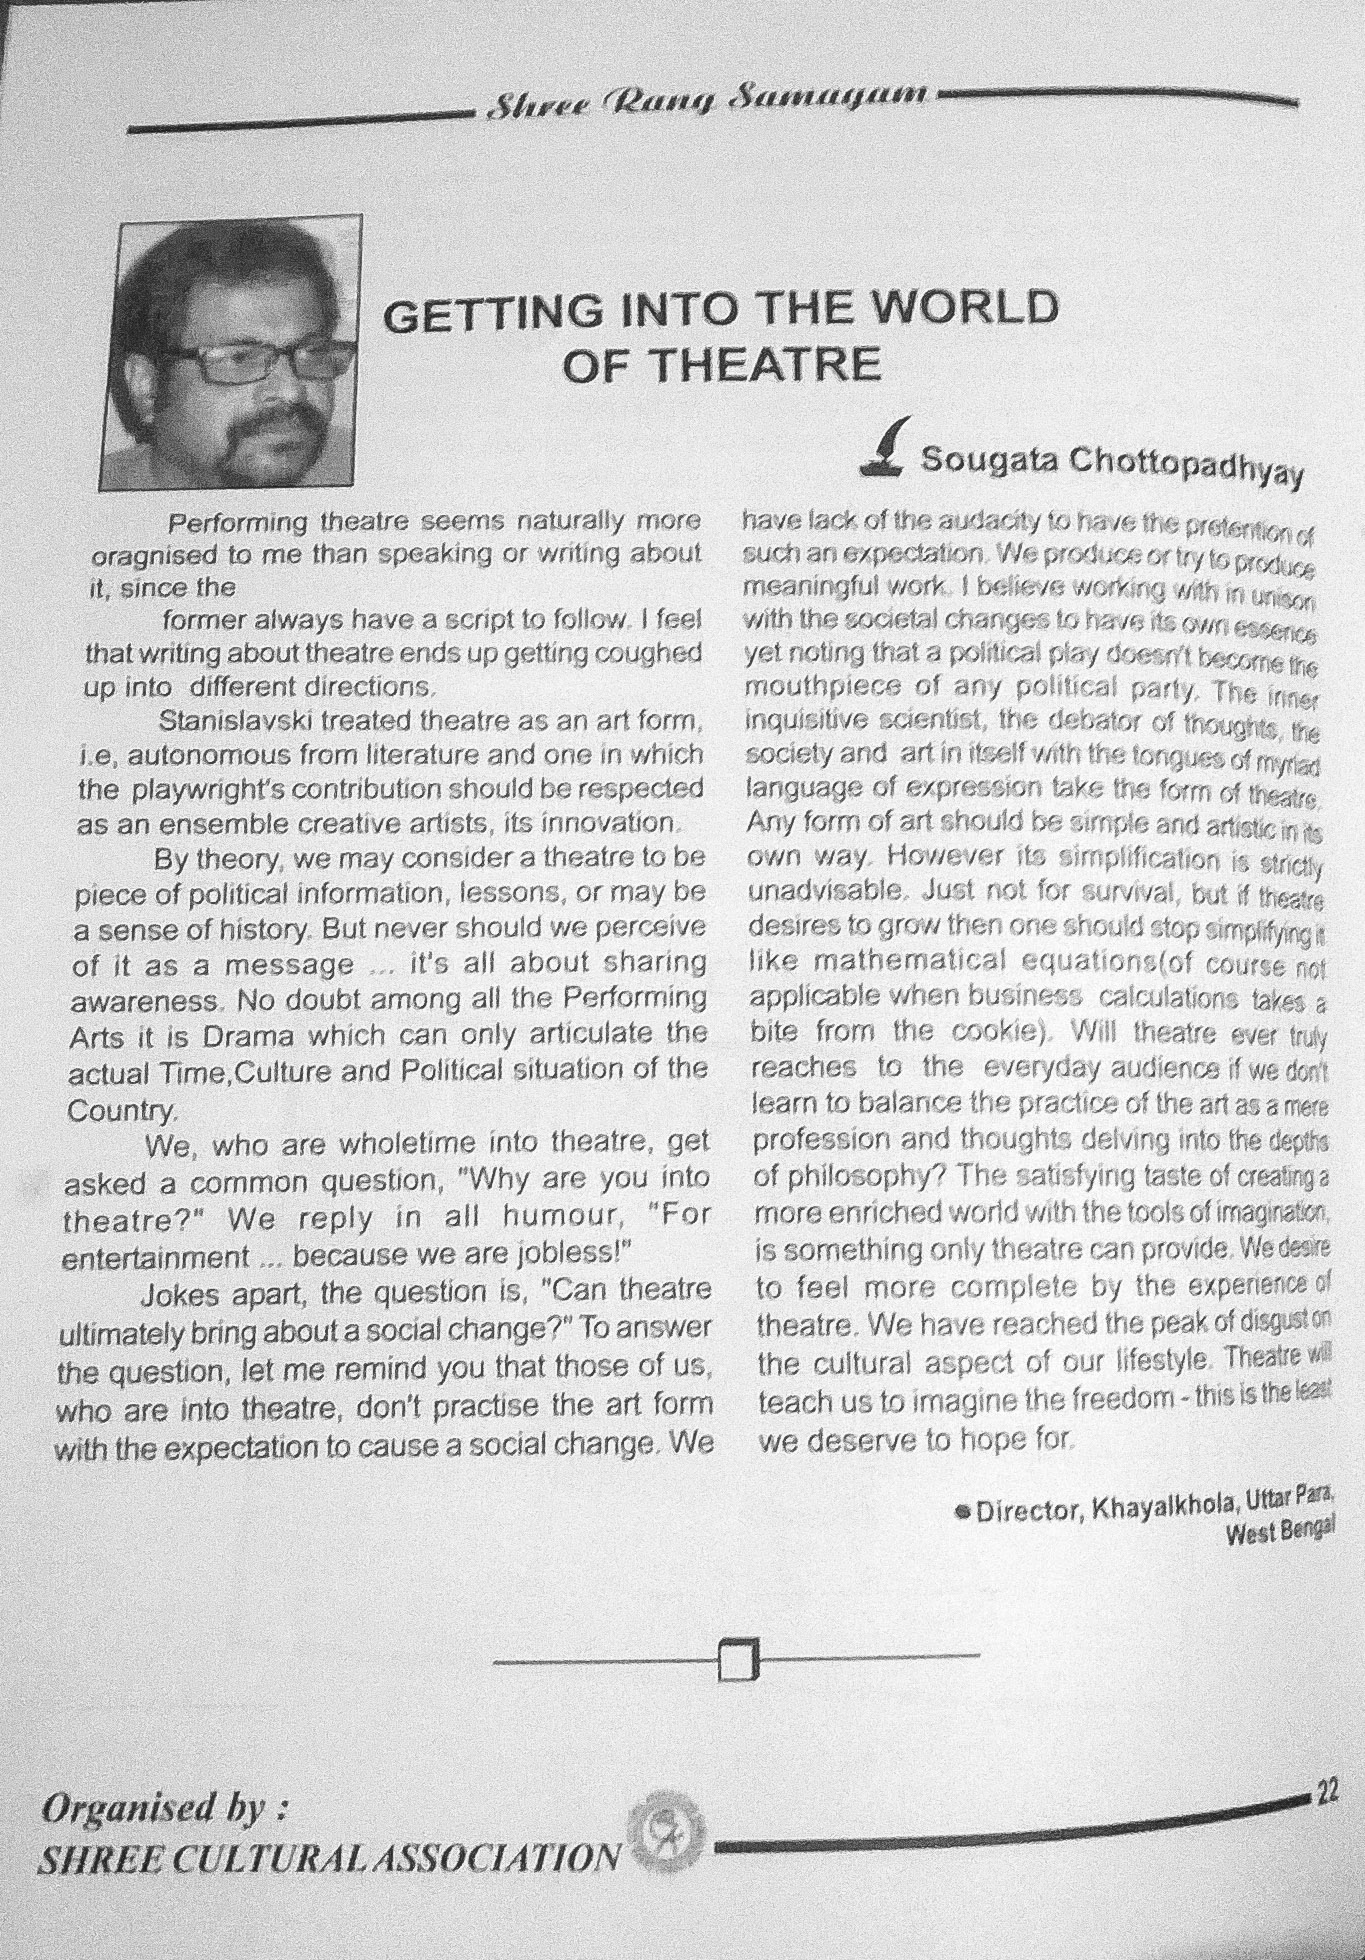 Shree Rang Samagam
GETTING INTO THE WORLD
OF THEATRE
Sougata Chottopadhyay
Performing theatre seems naturally more
oragnised to me than speaking or writing about
it, since the
former always have a script to follow. I feel
that writing about theatre ends up getting coughed
up into different directions.
Stanislavski treated theatre as an art form,
i.e, autonomous from literature and one in which
the playwright's contribution should be respected
as an ensemble creative artists, its innovation.
By theory, we may consider a theatre to be
piece of political information, lessons, or may be
a sense of history. But never should we perceive
of it as a message ... it's all about sharing
awareness. No doubt among all the Performing
Arts it is Drama which can only articulate the
actual Time,Culture and Political situation of the
Country.
We, who are wholetime into theatre, get
asked a common question, "Why are you into
theatre?" We reply in all humour, "For
entertainment ... because we are jobless!"
Jokes apart, the question is, "Can theatre
ultimately bring about a social change?" To answer
the question, let me remind you that those of us,
who are into theatre, don't practise the art form
with the expectation to cause a social change. We
have lack of the audacity to have the pretention of
such an expectation. We produce or try to produce
meaningful work. I believe working with in unison
with the societal changes to have its own essence
yet noting that a political play doesn't become the
mouthpiece of any political party. The inner
inquisitive scientist, the debator of thoughts, the
society and art in itself with the tongues of myriad
language of expression take the form of theatre.
Any form of art should be simple and artistic in its
own way. However its simplification is strictly
unadvisable. Just not for survival, but if theatre
desires to grow then one should stop simplifying it
like mathematical equations(of course not
applicable when business calculations takes a
bite from the cookie). Will theatre ever truly
reaches to the everyday audience if we don't
learn to balance the practice of the art as a mere
profession and thoughts delving into the depths
of philosophy? The satisfying taste of creating a
more enriched world with the tools of imagination,
is something only theatre can provide. We desire
to feel more complete by the experience of
theatre. We have reached the peak of disgust on
the cultural aspect of our lifestyle. Theatre will
teach us to imagine the freedom - this is the least
we deserve to hope for.
Director, Khayalkhola, Uttar Para,
West Bengal
Organised by :
SHREE CULTURAL ASSOCIATION
22